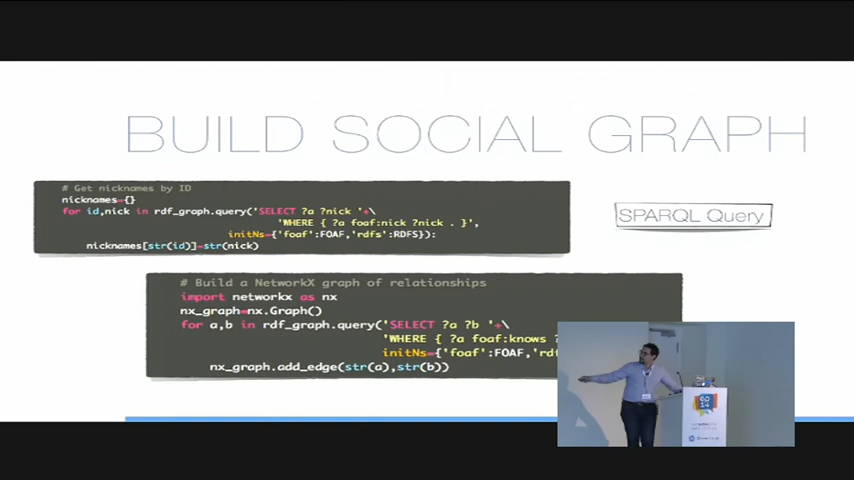 BUILD SOCIAL GRAPH
# Get nicknames by ID
nicknames={}
for id,nick in rdf_graph.query('SELECT ?a ?nick '+\
'WHERE { ?a foaf:nick ?nick . }',
initNs={'foaf':FOAF,'rdfs':RDFS}):
nicknames[str(id)]=str(nick)
SPARQL Query
# Build a NetworkX graph of relationships
import networkx as nx
nx_graph=nx.Graph()
for a,b in rdf_graph.query('SELECT ?a ?b '+\
'WHERE { ?a foaf:knows ?
initNs={'foaf':FOAF,'rdf
nx_graph.add_edge(str(a),str(b))